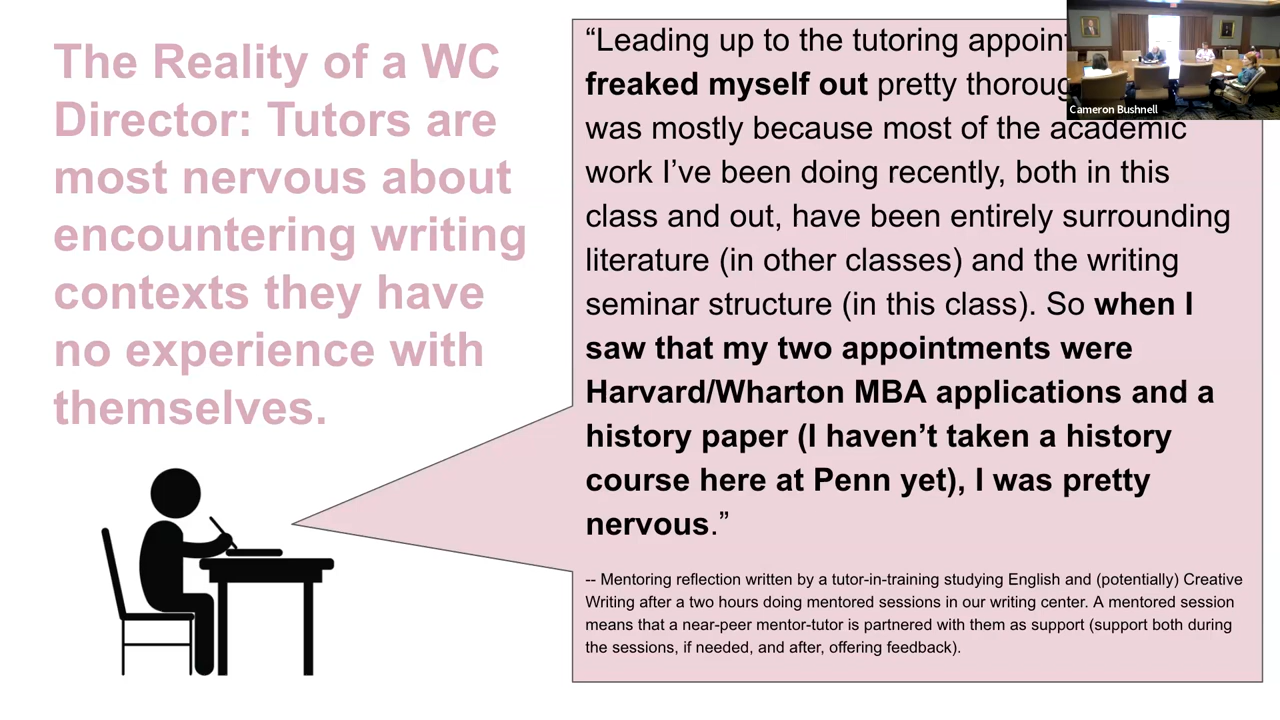 The Reality of a WC
Director: Tutors are
most nervous about
encountering writing
contexts they have
no experience with
themselves.
“Leading up to the tutoring
freaked myself out pretty
was mostly because most of the academic
work I’ve been doing recently, both in this
class and out, have been entirely surrounding
literature (in other classes) and the writing
seminar structure (in this class). So when I
saw that my two appointments were
Harvard/Wharton MBA applications and a
history paper (I haven’t taken a history
course here at Penn yet), I was pretty
nervous.”
-- Mentoring reflection written by a tutor-in-training studying English and (potentially) Creative
Writing after a two hours doing mentored sessions in our writing center. A mentored session
means that a near-peer mentor-tutor is partnered with them as support (support both during
the sessions, if needed, and after, offering feedback).
Cameron Bushnell